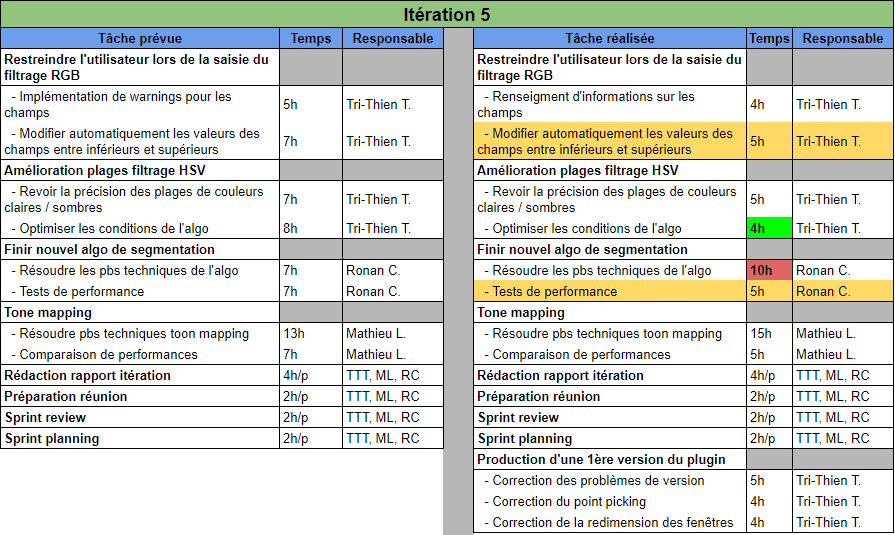 Itération 5
Tâche prévue Temps Responsable
Restreindre l'utilisateur lors de la saisie du
filtrage RGB
- Implémentation de warnings pour les
champs 5h Tri-Thien T.
- Modifier automatiquement les valeurs des
champs entre inférieurs et supérieurs 7h Tri-Thien T.
Amélioration plages filtrage HSV
- Revoir la précision des plages de couleurs
claires / sombres 7h Tri-Thien T.
- Optimiser les conditions de l'algo 8h Tri-Thien T.
Finir nouvel algo de segmentation
- Résoudre les pbs techniques de l'algo 7h Ronan C.
- Tests de performance 7h Ronan C.
Tone mapping
- Résoudre pbs techniques toon mapping 13h Mathieu L.
- Comparaison de performances 7h Mathieu L.
Rédaction rapport itération 4h/p TTT, ML, RC
Préparation réunion 2h/p TTT, ML, RC
Sprint review 2h/p TTT, ML, RC
Sprint planning 2h/p TTT, ML, RC
Tâche réalisée Temps Responsable
Restreindre l'utilisateur lors de la saisie du
filtrage RGB
- Renseigment d'informations sur les
champs 4h Tri-Thien T.
- Modifier automatiquement les valeurs des
champs entre inférieurs et supérieurs 5h Tri-Thien T.
Amélioration plages filtrage HSV
- Revoir la précision des plages de couleurs
claires / sombres 5h Tri-Thien T.
- Optimiser les conditions de l'algo 4h Tri-Thien T.
Finir nouvel algo de segmentation
- Résoudre les pbs techniques de l'algo 10h Ronan C.
- Tests de performance 5h Ronan C.
Tone mapping
- Résoudre pbs techniques toon mapping 15h Mathieu L.
- Comparaison de performances 5h Mathieu L.
Rédaction rapport itération 4h/p TTT, ML, RC
Préparation réunion 2h/p TTT, ML, RC
Sprint review 2h/p TTT, ML, RC
Sprint planning 2h/p TTT, ML, RC
Production d'une 1ère version du plugin
- Correction des problèmes de version 5h Tri-Thien T.
- Correction du point picking 4h Tri-Thien T.
- Correction de la redimension des fenêtres 4h Tri-Thien T.